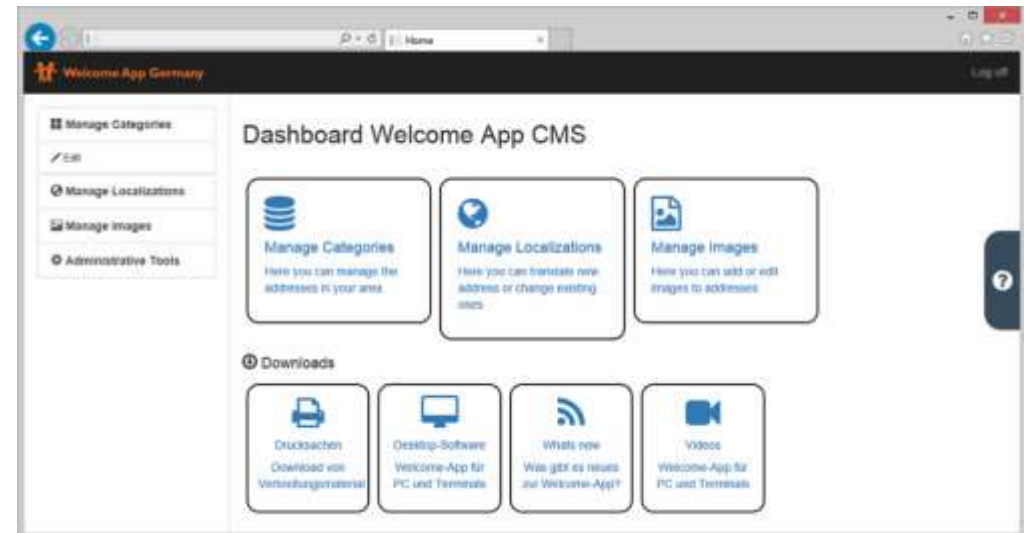 Home
Welcome App Germany
Log off
Manage Categories
Edit
Manage Localizations
Manage Images
Administrative Tools
Dashboard Welcome App CMS
Manage Categories
Here you can manage the
addresses in your area
Manage Localizations
Here you can translate new
address or change existing
ones
Manage Images
Here you can add or edit
images to addresses
Downloads
Drucksachen
Download von
Verbreitungsmaterial
Desktop-Software
Welcome-App für
PC und Terminals
Whats new
Was gibt es neues
zur Welcome-App?
Videos
Welcome-App für
PC und Terminals